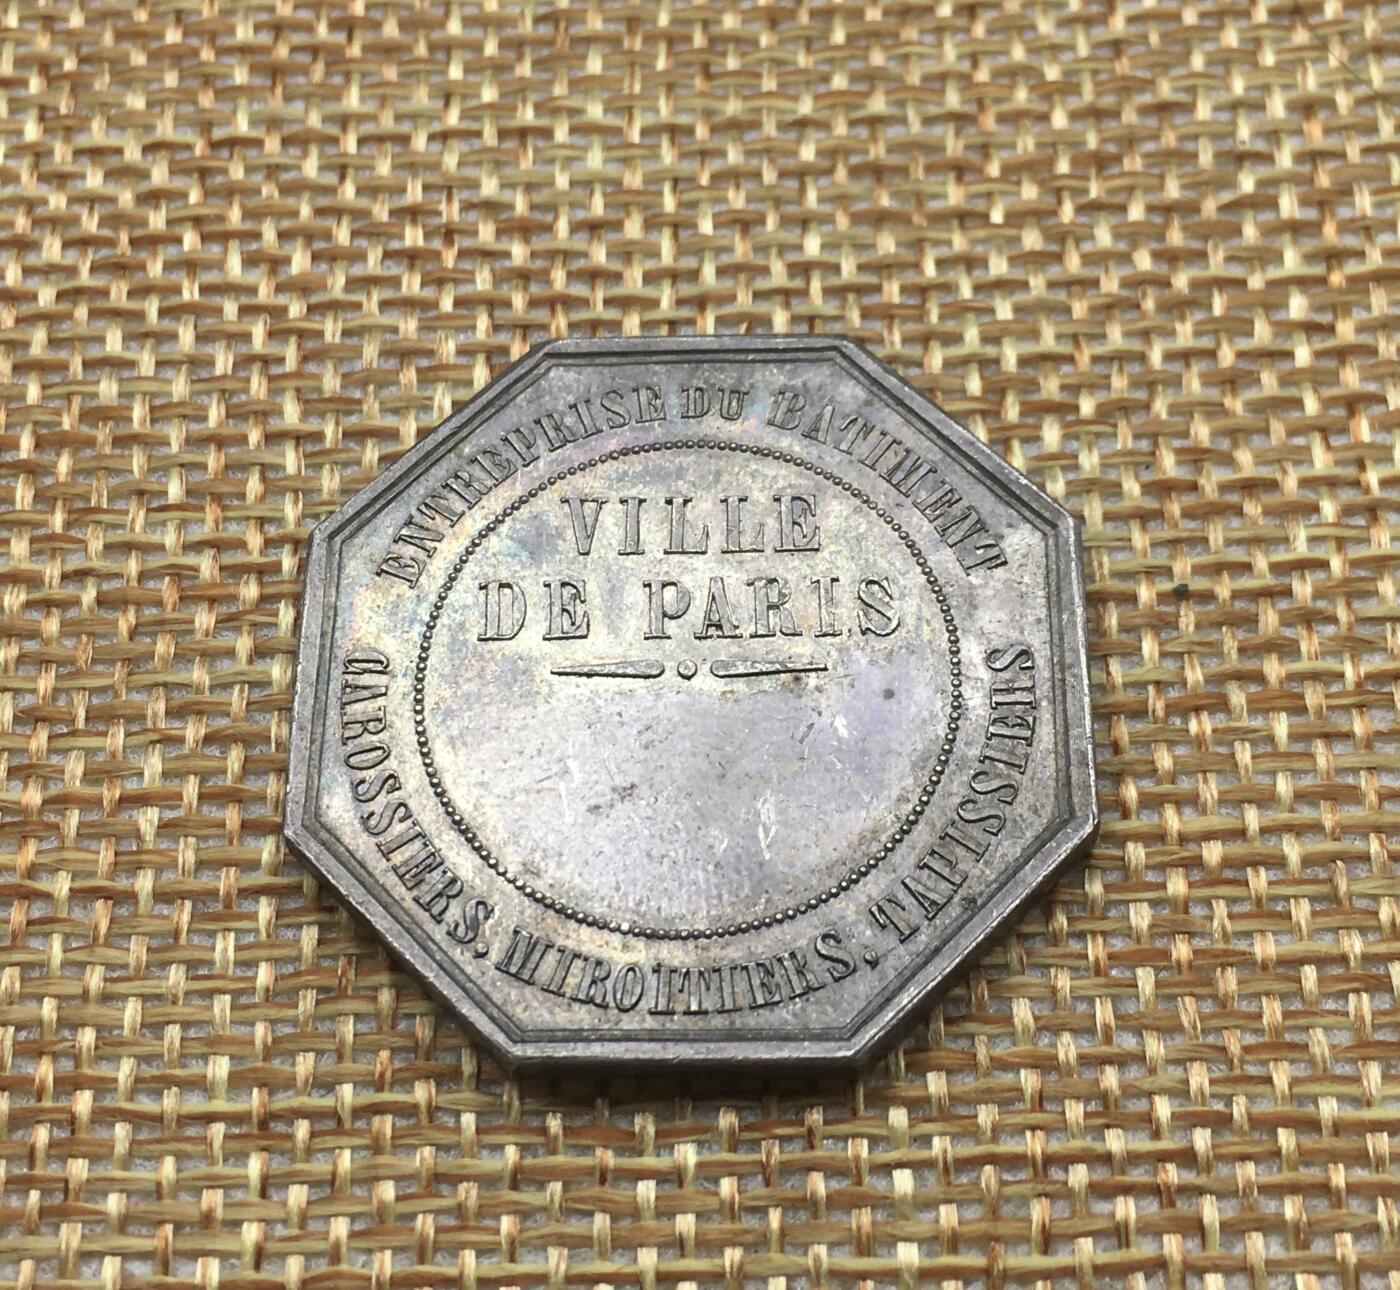 ENTREPRISE DU BATIMENT
VILLE
DE PARIS
CAROSSIERS, MIROITIERS, TAPISSIERS